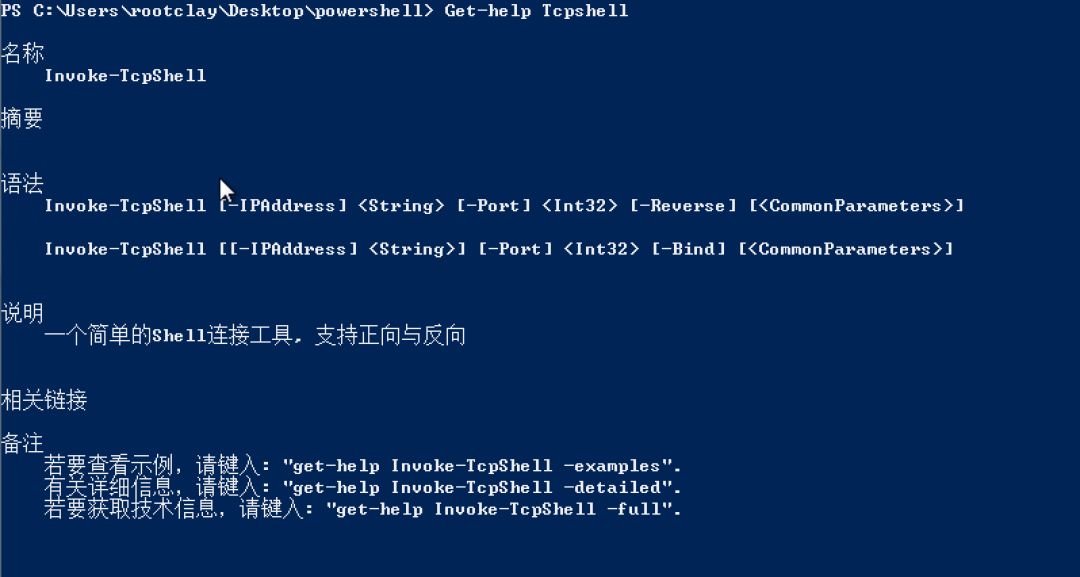 PS C:\Users\rootclay\Desktop\powershell> Get-help Tcpshell
名称
Invoke-TcpShell
摘要
语法
Invoke-TcpShell [-IPAddress] <String> [-Port] <Int32> [-Reverse] [<CommonParameters>]
Invoke-TcpShell [[-IPAddress] <String>] [-Port] <Int32> [-Bind] [<CommonParameters>]
说明
一个简单的Shell连接工具, 支持正向与反向
相关链接
备注
若要查看示例，请键入: "get-help Invoke-TcpShell -examples".
有关详细信息，请键入: "get-help Invoke-TcpShell -detailed".
若要获取技术信息，请键入: "get-help Invoke-TcpShell -full".